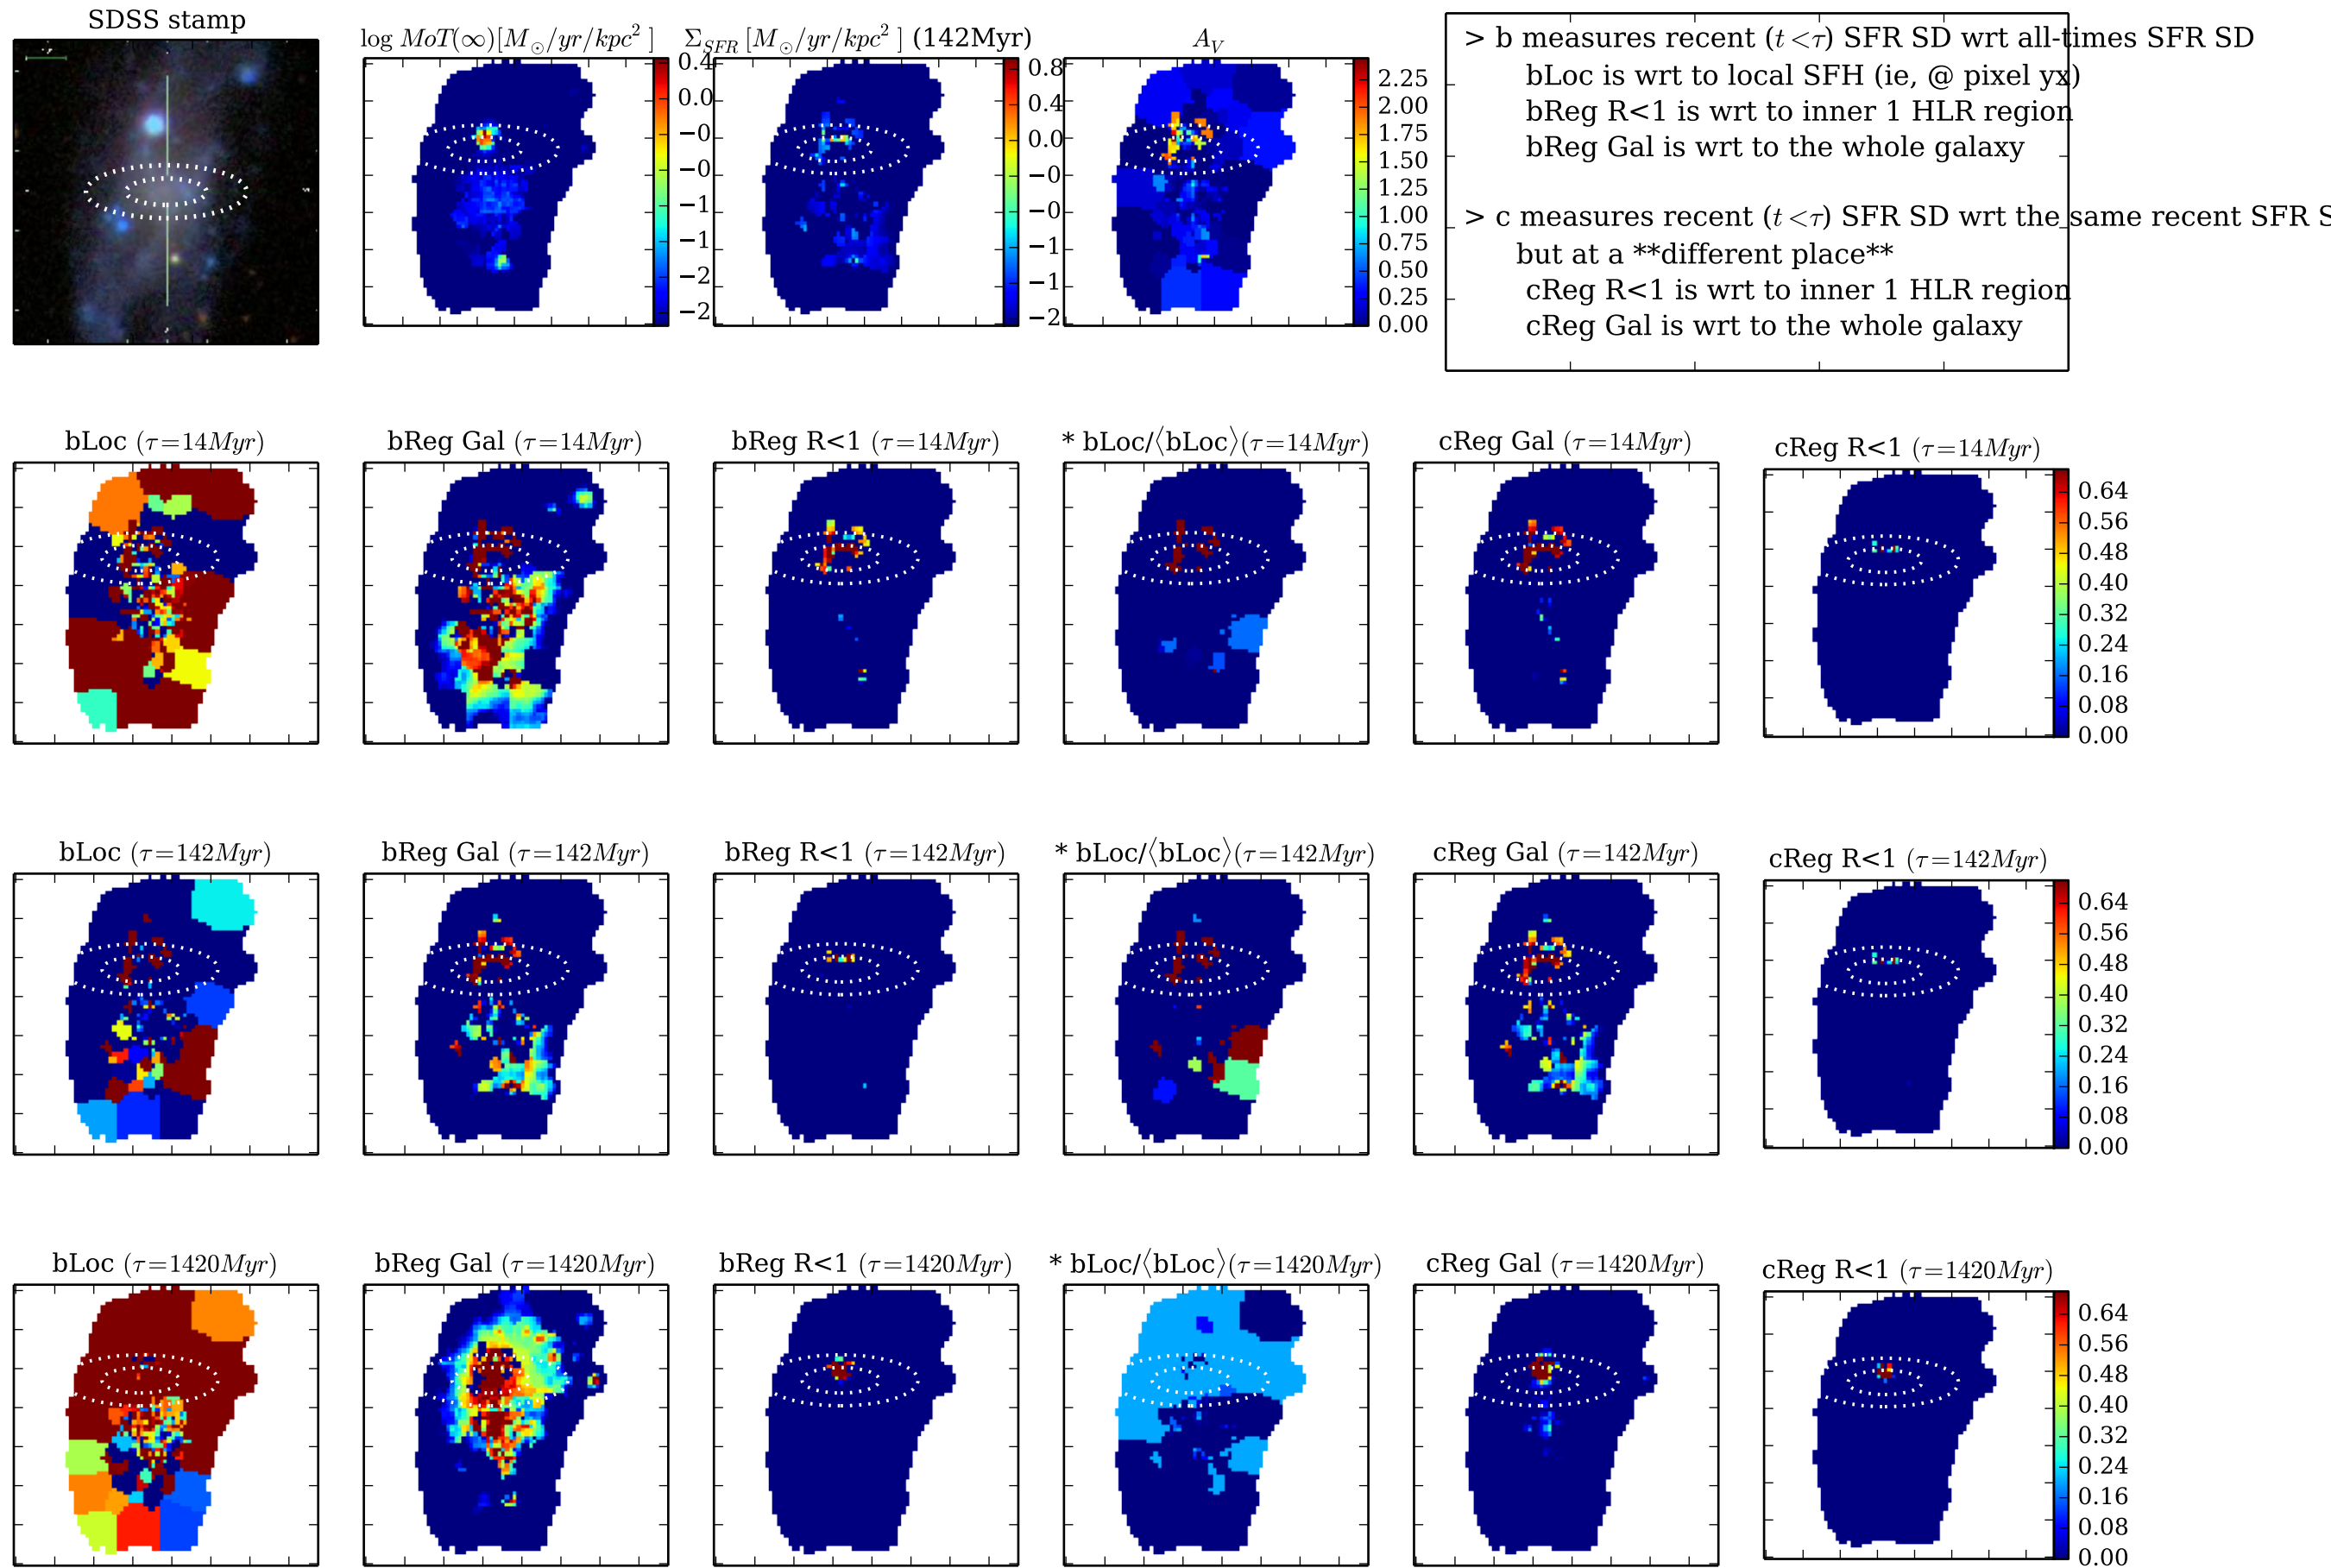 SDSS stamp
log MoT(∞)[M⊙/yr/kpc² ]
Σ_SFR [M⊙/yr/kpc² ] (142Myr)
A_V
0.4
0.0
−0
−0
−1
−1
−2
−2
0.8
0.4
0.0
−0
−0
−1
−1
−2
2.25
2.00
1.75
1.50
1.25
1.00
0.75
0.50
0.25
0.00
> b measures recent (t<τ) SFR SD wrt all-times SFR SD
bLoc is wrt to local SFH (ie, @ pixel yx)
bReg R<1 is wrt to inner 1 HLR region
bReg Gal is wrt to the whole galaxy
> c measures recent (t<τ) SFR SD wrt the same recent SFR S
but at a **different place**
cReg R<1 is wrt to inner 1 HLR region
cReg Gal is wrt to the whole galaxy
bLoc (τ=14Myr)
bReg Gal (τ=14Myr)
bReg R<1 (τ=14Myr)
* bLoc/⟨bLoc⟩(τ=14Myr)
cReg Gal (τ=14Myr)
cReg R<1 (τ=14Myr)
0.64
0.56
0.48
0.40
0.32
0.24
0.16
0.08
0.00
bLoc (τ=142Myr)
bReg Gal (τ=142Myr)
bReg R<1 (τ=142Myr)
* bLoc/⟨bLoc⟩(τ=142Myr)
cReg Gal (τ=142Myr)
cReg R<1 (τ=142Myr)
0.64
0.56
0.48
0.40
0.32
0.24
0.16
0.08
0.00
bLoc (τ=1420Myr)
bReg Gal (τ=1420Myr)
bReg R<1 (τ=1420Myr)
* bLoc/⟨bLoc⟩(τ=1420Myr)
cReg Gal (τ=1420Myr)
cReg R<1 (τ=1420Myr)
0.64
0.56
0.48
0.40
0.32
0.24
0.16
0.08
0.00